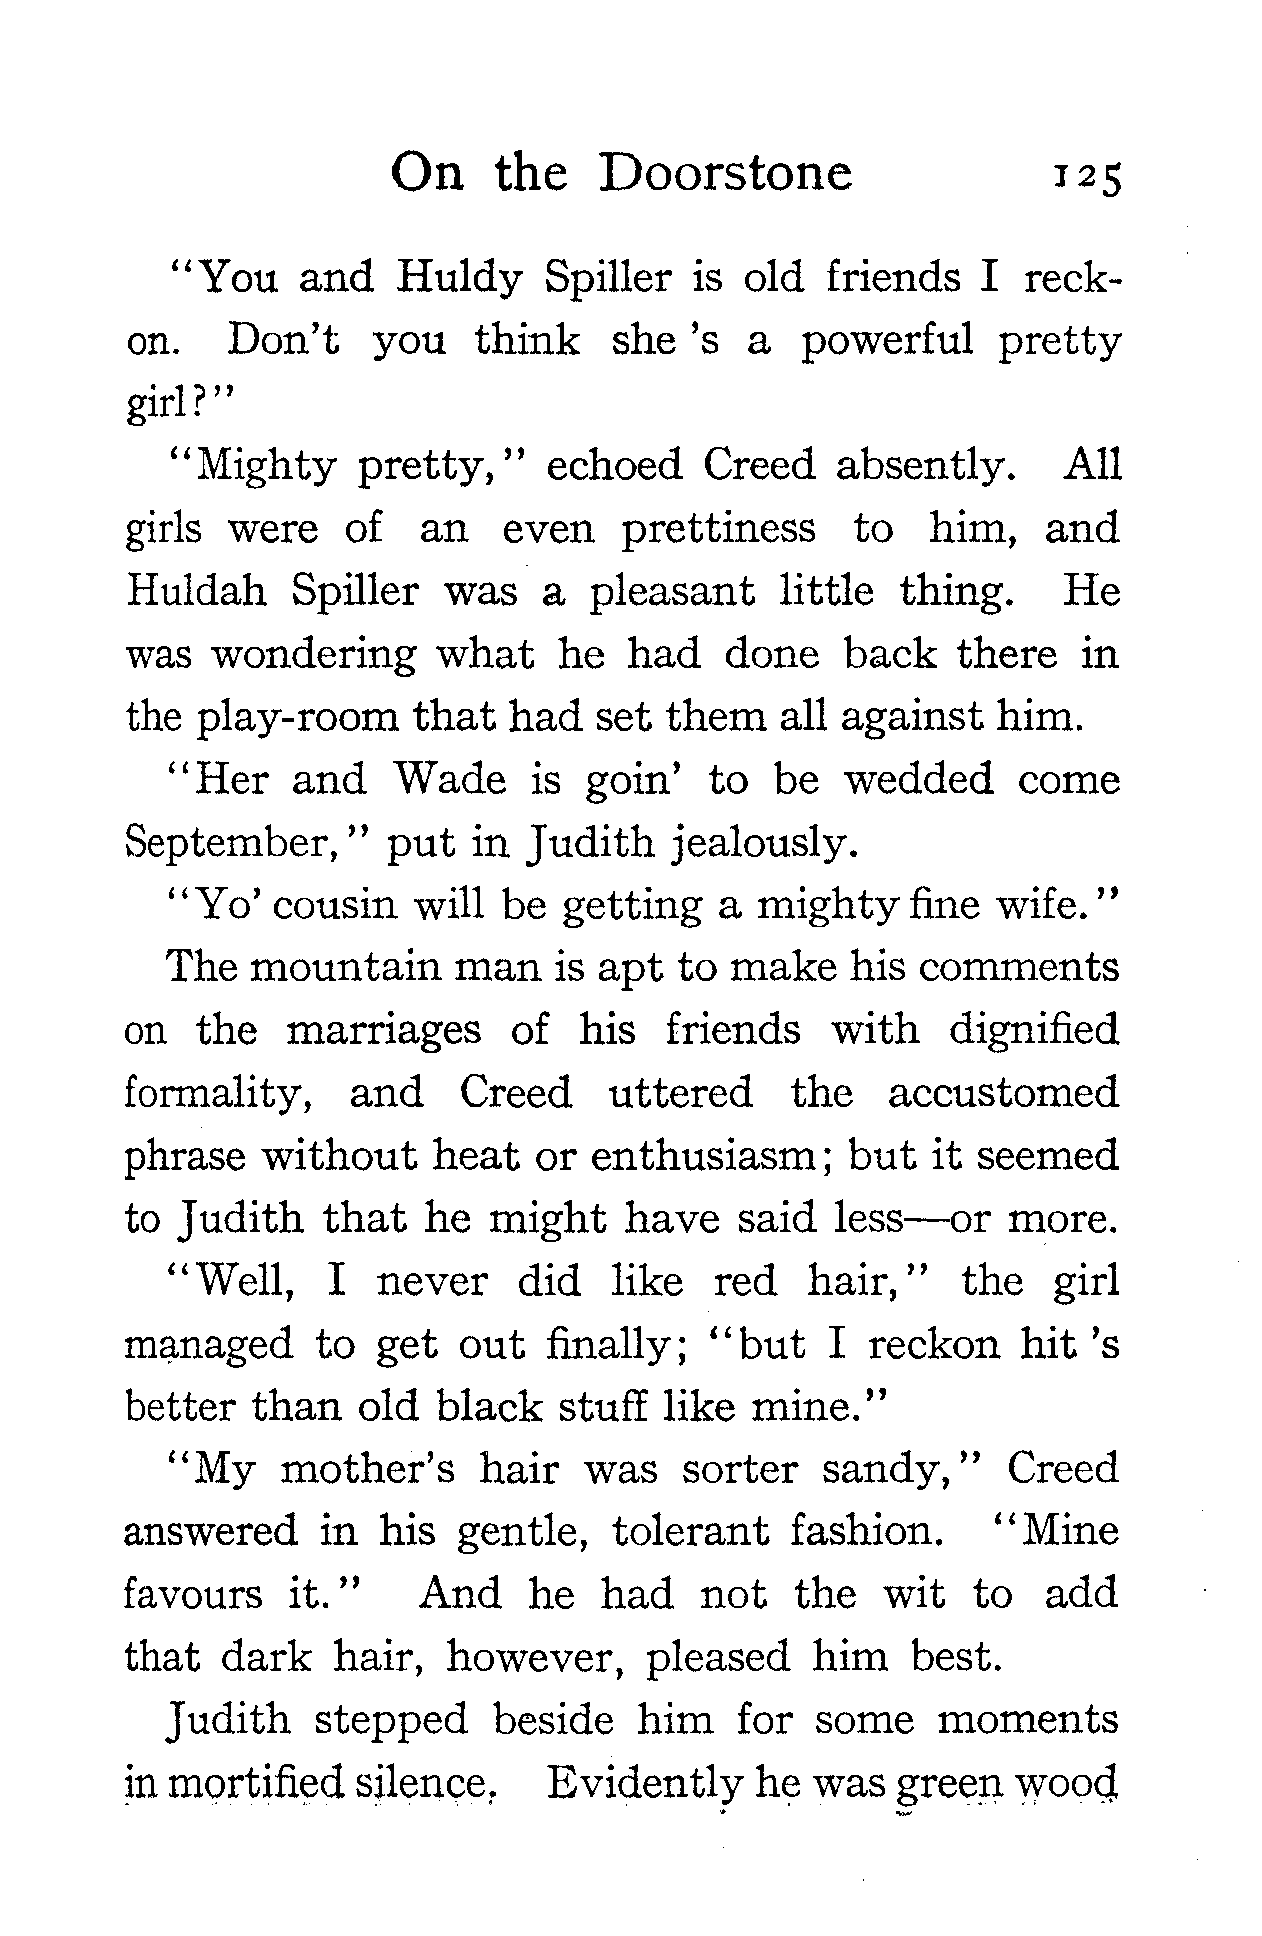 On the Doorstone 125
"You and Huldy Spiller is old friends I reck-
on. Don't you think she 's a powerful pretty
girl?"
"Mighty pretty," echoed Creed absently. All
girls were of an even prettiness to him, and
Huldah Spiller was a pleasant little thing. He
was wondering what he had done back there in
the play-room that had set them all against him.
"Her and Wade is goin' to be wedded come
September," put in Judith jealously.
"Yo' cousin will be getting a mighty fine wife."
The mountain man is apt to make his comments
on the marriages of his friends with dignified
formality, and Creed uttered the accustomed
phrase without heat or enthusiasm; but it seemed
to Judith that he might have said less—or more.
"Well, I never did like red hair," the girl
managed to get out finally; "but I reckon hit 's
better than old black stuff like mine."
"My mother's hair was sorter sandy," Creed
answered in his gentle, tolerant fashion. "Mine
favours it." And he had not the wit to add
that dark hair, however, pleased him best.
Judith stepped beside him for some moments
in mortified silence. Evidently he was green wood